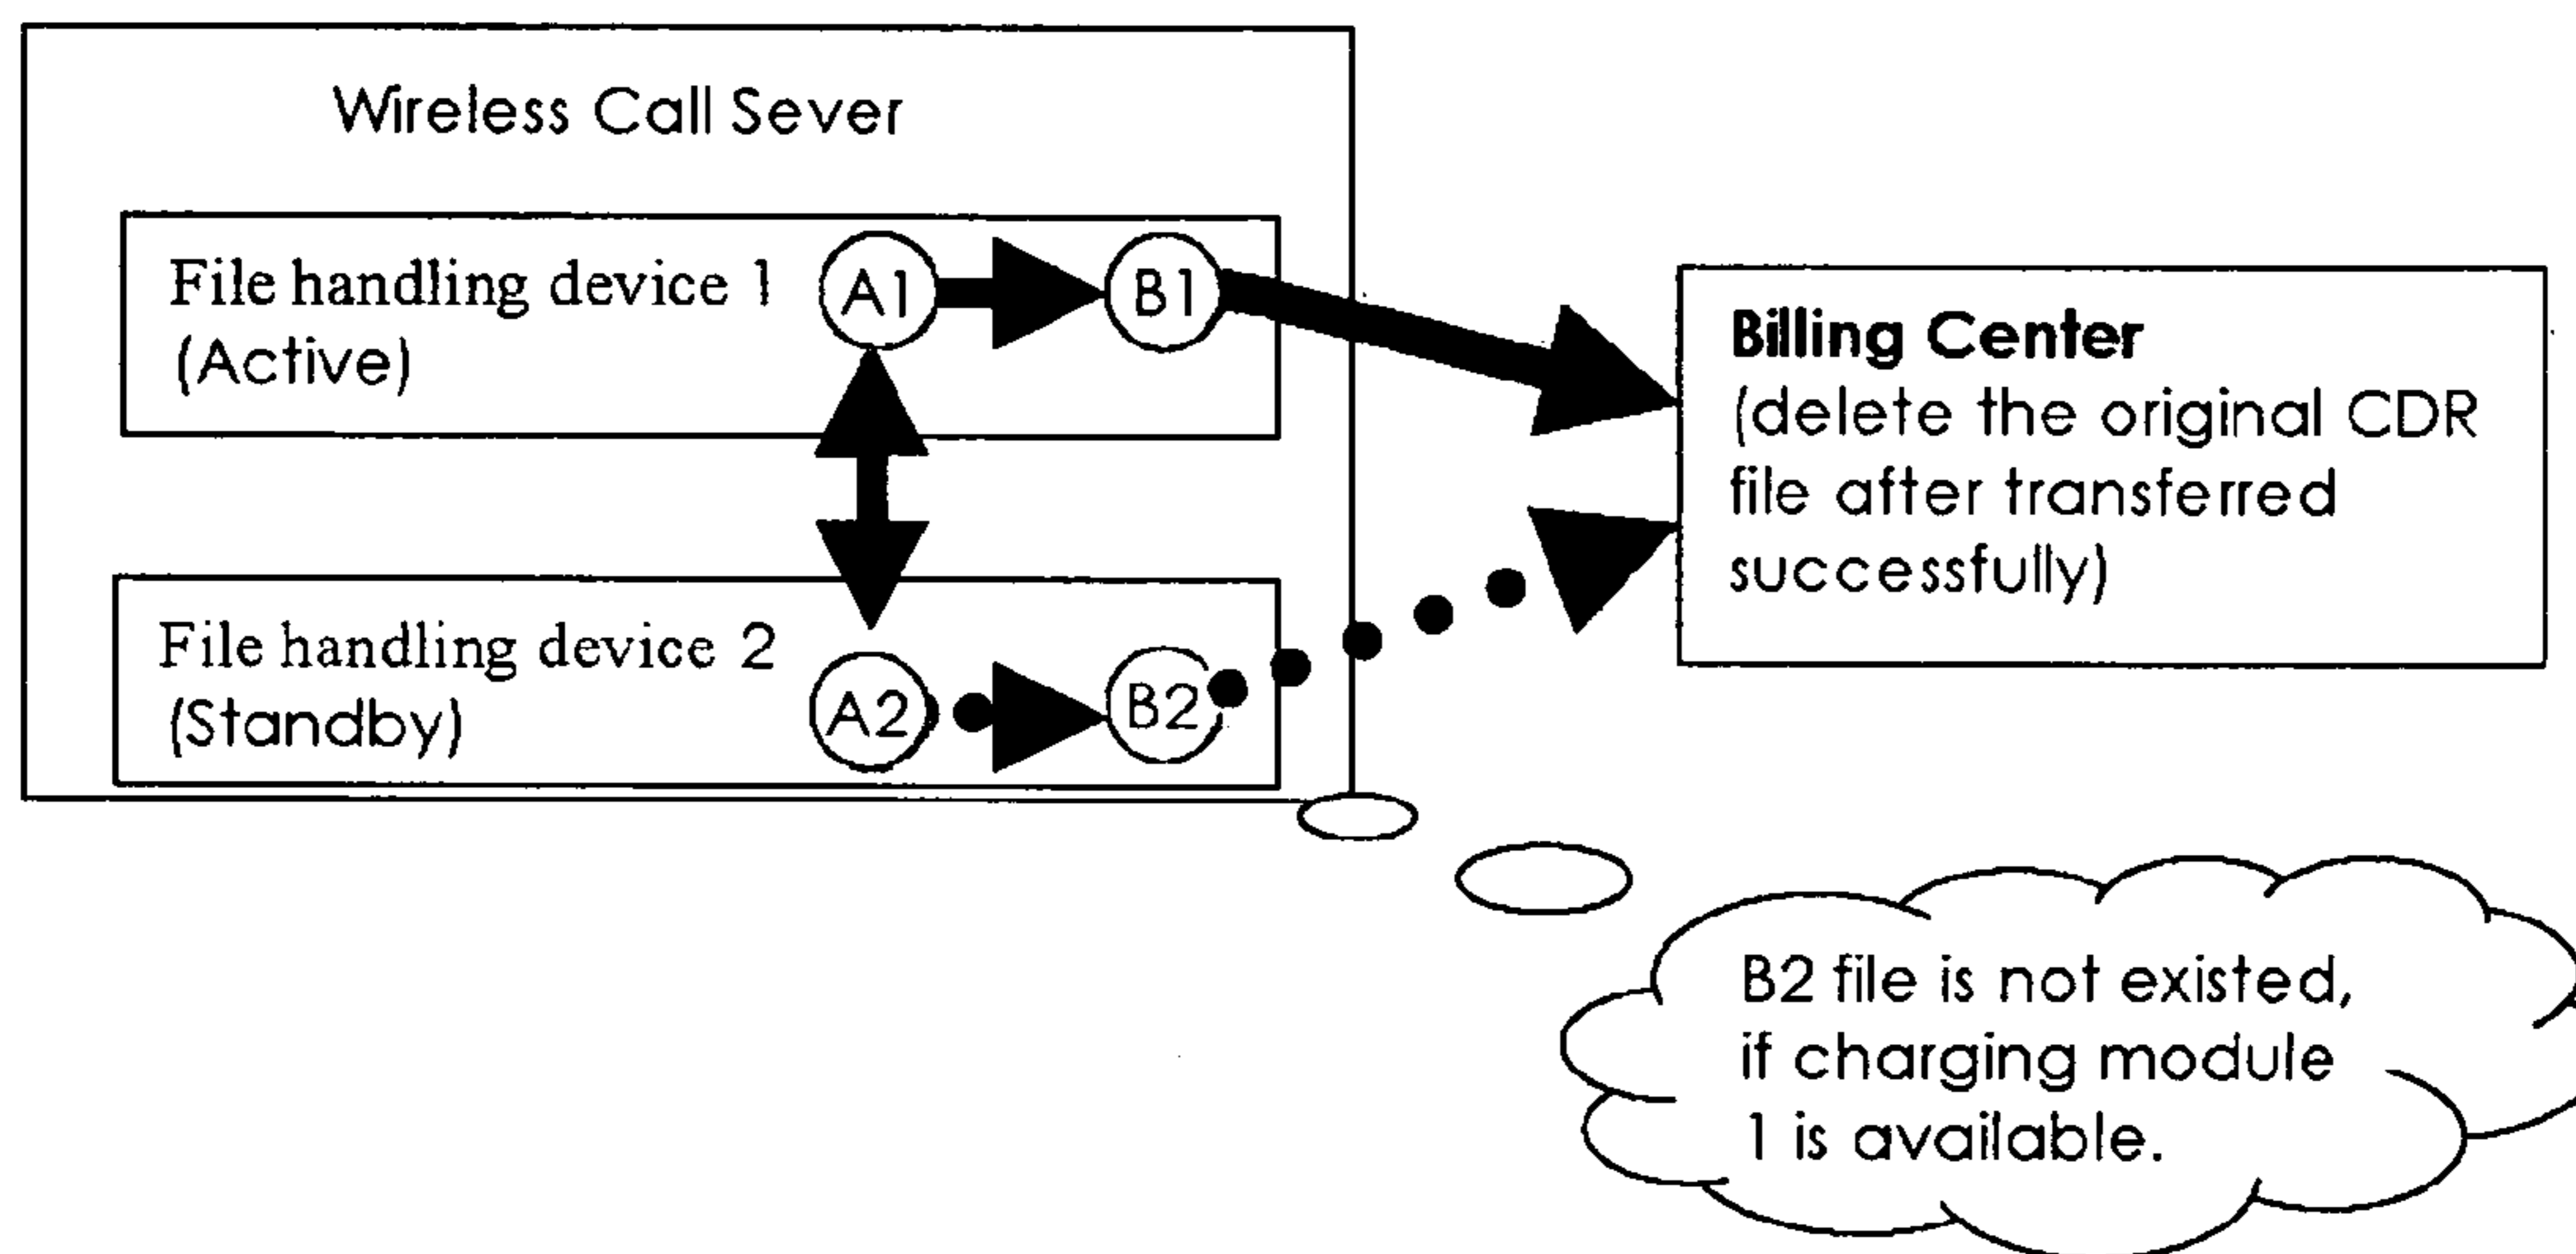 Wireless Call Sever
File handling device 1
(Active)
A1
B1
File handling device 2
(Standby)
A2
B2
Billing Center
(delete the original CDR
file after transferred
successfully)
B2 file is not existed,
if charging module
1 is available.